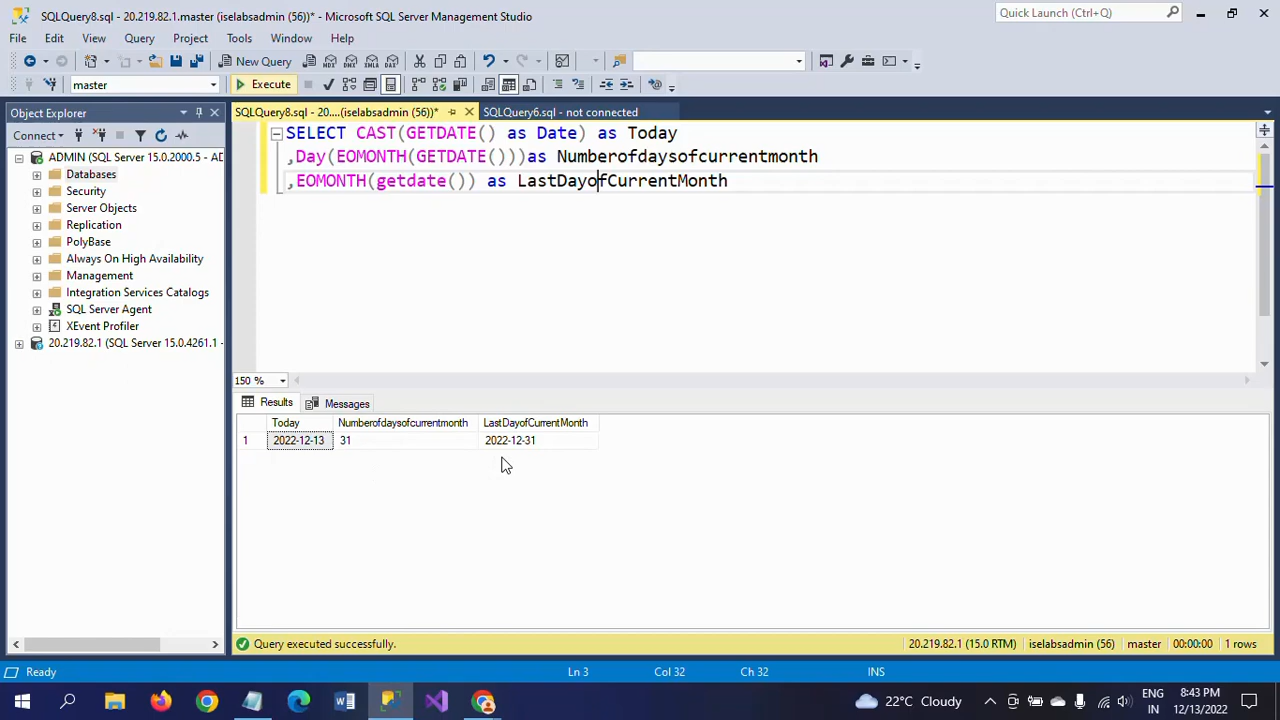 SQLQuery8.sql - 20.219.82.1.master (iselabsadmin (56))* - Microsoft SQL Server Management Studio
Quick Launch (Ctrl+Q)
File Edit View Query Project Tools Window Help
New Query
master
Execute
Object Explorer
SQLQuery8.sql - 20....(iselabsadmin (56))*
SQLQuery6.sql - not connected
Connect
ADMIN (SQL Server 15.0.2000.5 - AD
Databases
Security
Server Objects
Replication
PolyBase
Always On High Availability
Management
Integration Services Catalogs
SQL Server Agent
XEvent Profiler
20.219.82.1 (SQL Server 15.0.4261.1 -
SELECT CAST(GETDATE() as Date) as Today
,Day(EOMONTH(GETDATE()))as Numberofdaysofcurrentmonth
,EOMONTH(getdate()) as LastDayofCurrentMonth
150 %
Results Messages
Today Numberofdaysofcurrentmonth LastDayofCurrentMonth
1 2022-12-13 31 2022-12-31
Query executed successfully.
20.219.82.1 (15.0 RTM) iselabsadmin (56) master 00:00:00 1 rows
Ready Ln 3 Col 32 Ch 32 INS
22°C Cloudy
ENG
IN
8:43 PM
12/13/2022